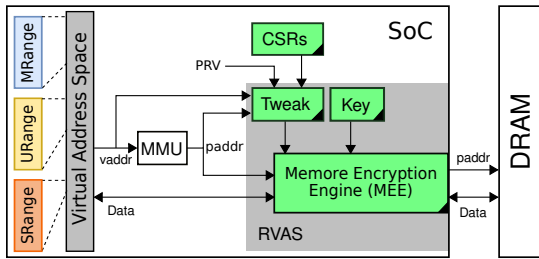 MRange
URange
SRange
Virtual Address Space
SoC
CSRs
PRV
Tweak
Key
vaddr
MMU
paddr
Memore Encryption
Engine (MEE)
Data
RVAS
paddr
Data
DRAM